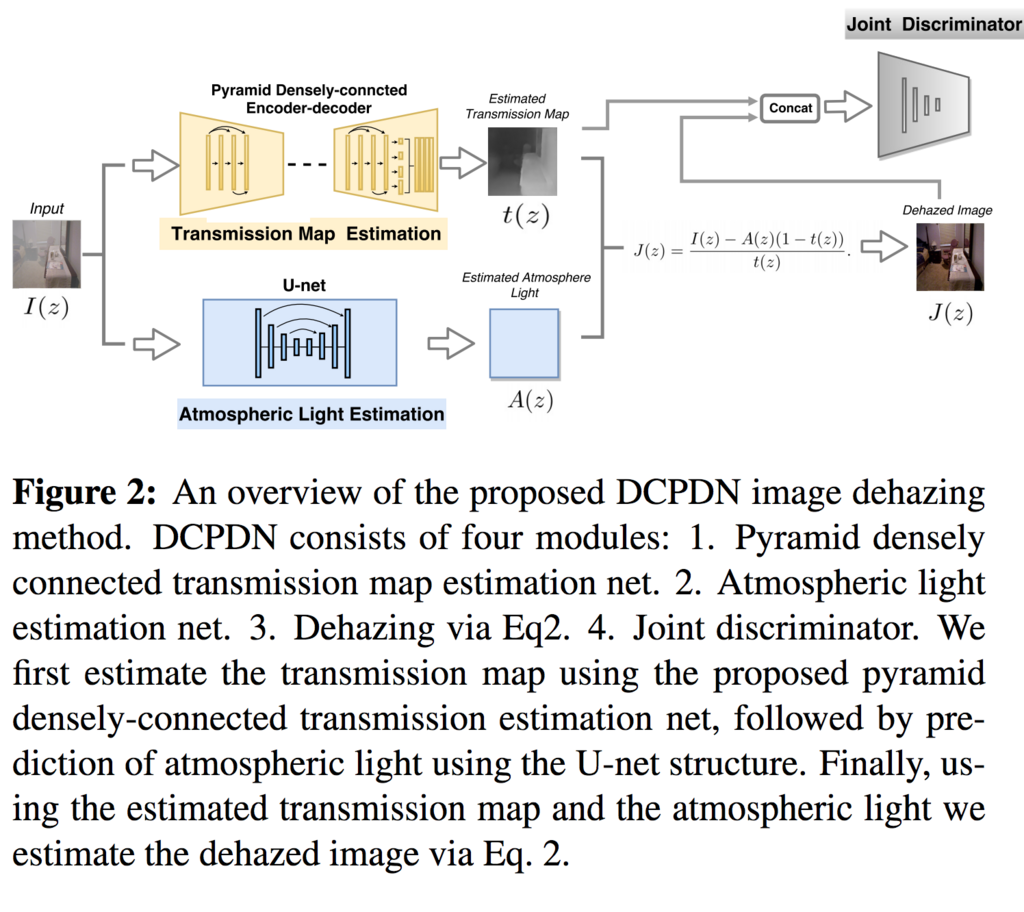 Joint Discriminator
Pyramid Densely-conncted
Encoder-decoder
Estimated
Transmission Map
Concat
Input
Transmission Map Estimation
t(z)
Dehazed Image
J(z) = I(z) − A(z)(1 − t(z)) / t(z) .
I(z)
U-net
Estimated Atmosphere
Light
J(z)
Atmospheric Light Estimation
A(z)
Figure 2: An overview of the proposed DCPDN image dehazing
method. DCPDN consists of four modules: 1. Pyramid densely
connected transmission map estimation net. 2. Atmospheric light
estimation net. 3. Dehazing via Eq2. 4. Joint discriminator. We
first estimate the transmission map using the proposed pyramid
densely-connected transmission estimation net, followed by pre-
diction of atmospheric light using the U-net structure. Finally, us-
ing the estimated transmission map and the atmospheric light we
estimate the dehazed image via Eq. 2.